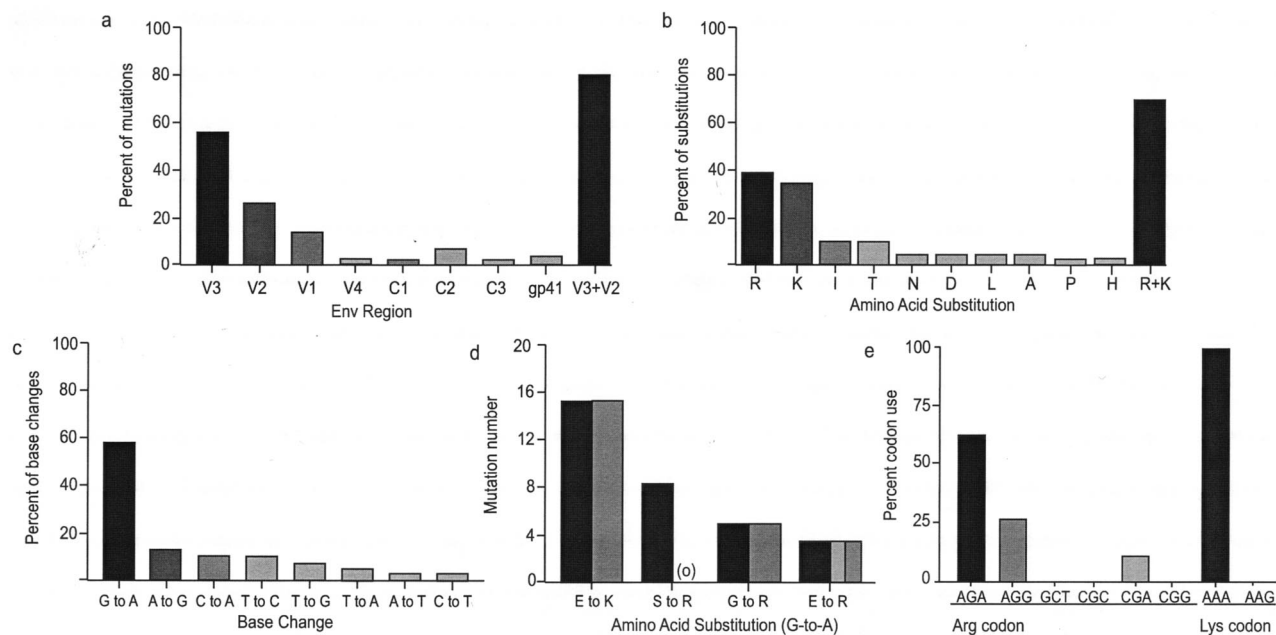 a
100
80
60
40
20
0
Percent of mutations
V3 V2 V1 V4 C1 C2 C3 gp41 V3+V2
Env Region
b
100
80
60
40
20
0
Percent of substitutions
R K I T N D L A P H R+K
Amino Acid Substitution
c
100
80
60
40
20
Percent of base changes
G to A A to G C to A T to C T to G T to A A to T C to T
Base Change
d
20
16
12
8
4
0
Mutation number
(o)
E to K S to R G to R E to R
Amino Acid Substitution (G-to-A)
e
100
75
50
25
0
Percent codon use
AGA AGG GCT CGC CGA CGG AAA AAG
Arg codon Lys codon